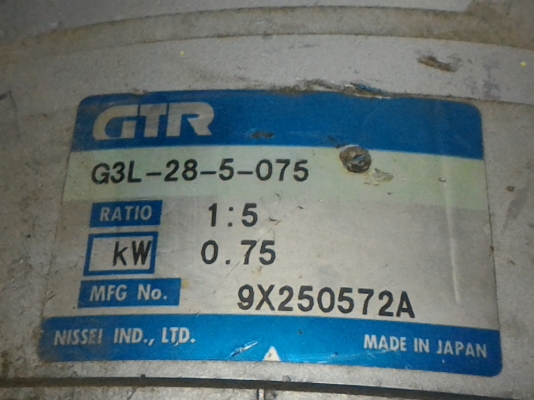 GTR
G3L-28-5-075
RATIO 1:5
kW 0.75
MFG No. 9X250572A
NISSEI IND., LTD. MADE IN JAPAN